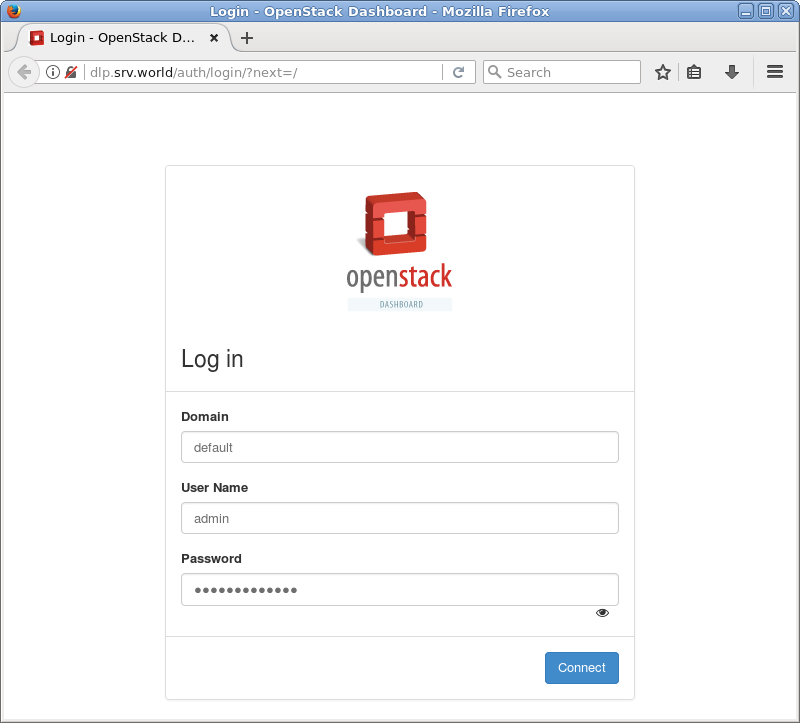 Login - OpenStack Dashboard - Mozilla Firefox
Login - OpenStack D...
dlp.srv.world/auth/login/?next=/
Search
openstack
DASHBOARD
Log in
Domain
default
User Name
admin
Password
•••••••••••••
Connect